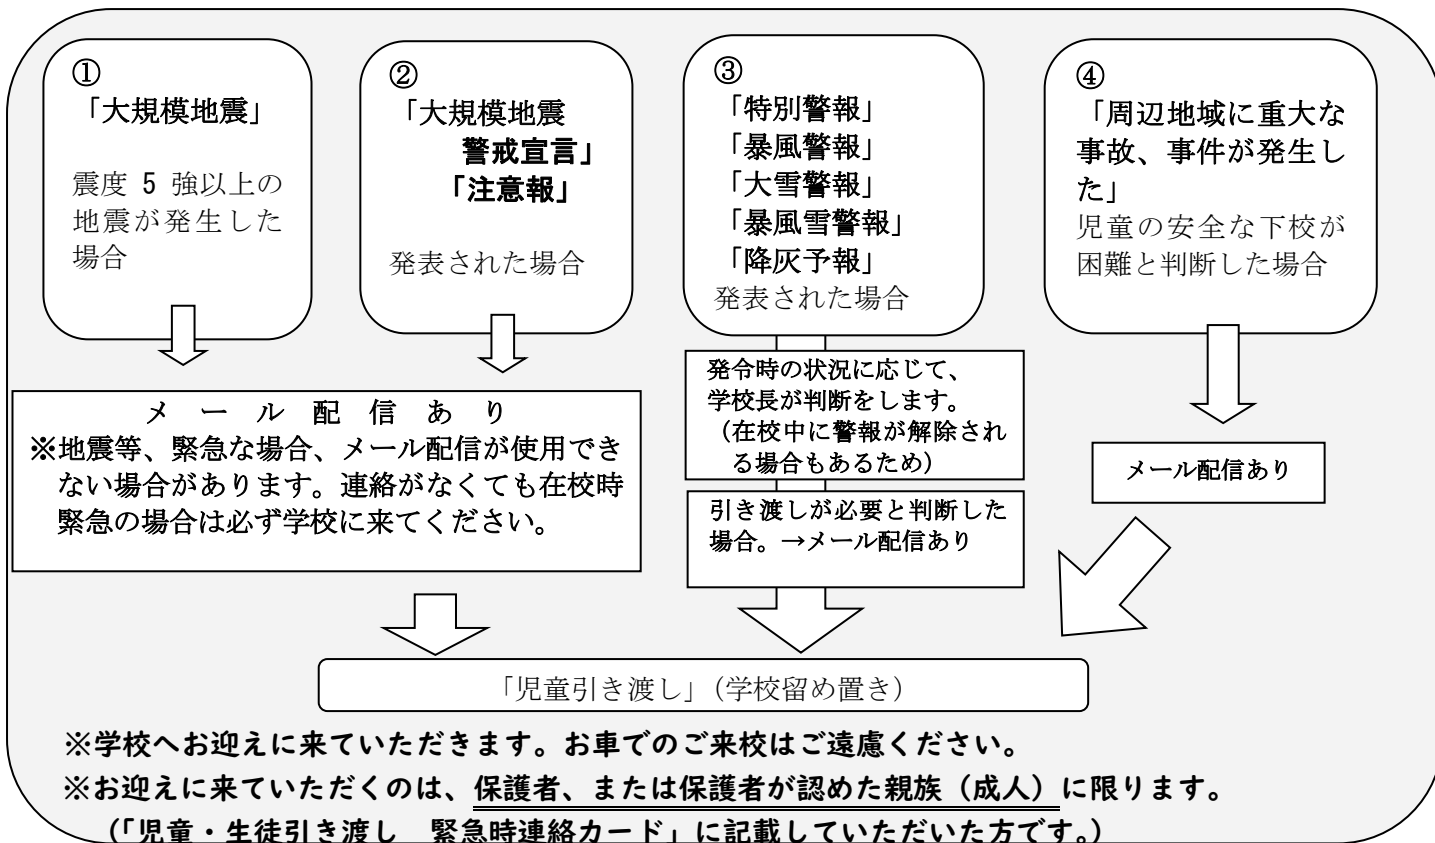 ①
「大規模地震」
震度 5 強以上の
地震が発生した
場合
②
「大規模地震
警戒宣言」
「注意報」
発表された場合
③
「特別警報」
「暴風警報」
「大雪警報」
「暴風雪警報」
「降灰予報」
発表された場合
④
「周辺地域に重大な
事故、事件が発生し
た」
児童の安全な下校が
困難と判断した場合
メ ー ル 配 信 あ り
※地震等、緊急な場合、メール配信が使用でき
ない場合があります。連絡がなくても在校時
緊急の場合は必ず学校に来てください。
発令時の状況に応じて、
学校長が判断をします。
（在校中に警報が解除され
る場合もあるため）
引き渡しが必要と判断した
場合。→メール配信あり
メール配信あり
「児童引き渡し」（学校留め置き）
※学校へお迎えに来ていただきます。お車でのご来校はご遠慮ください。
※お迎えに来ていただくのは、保護者、または保護者が認めた親族（成人）に限ります。
（「児童・生徒引き渡し　緊急時連絡カード」に記載していただいた方です。）